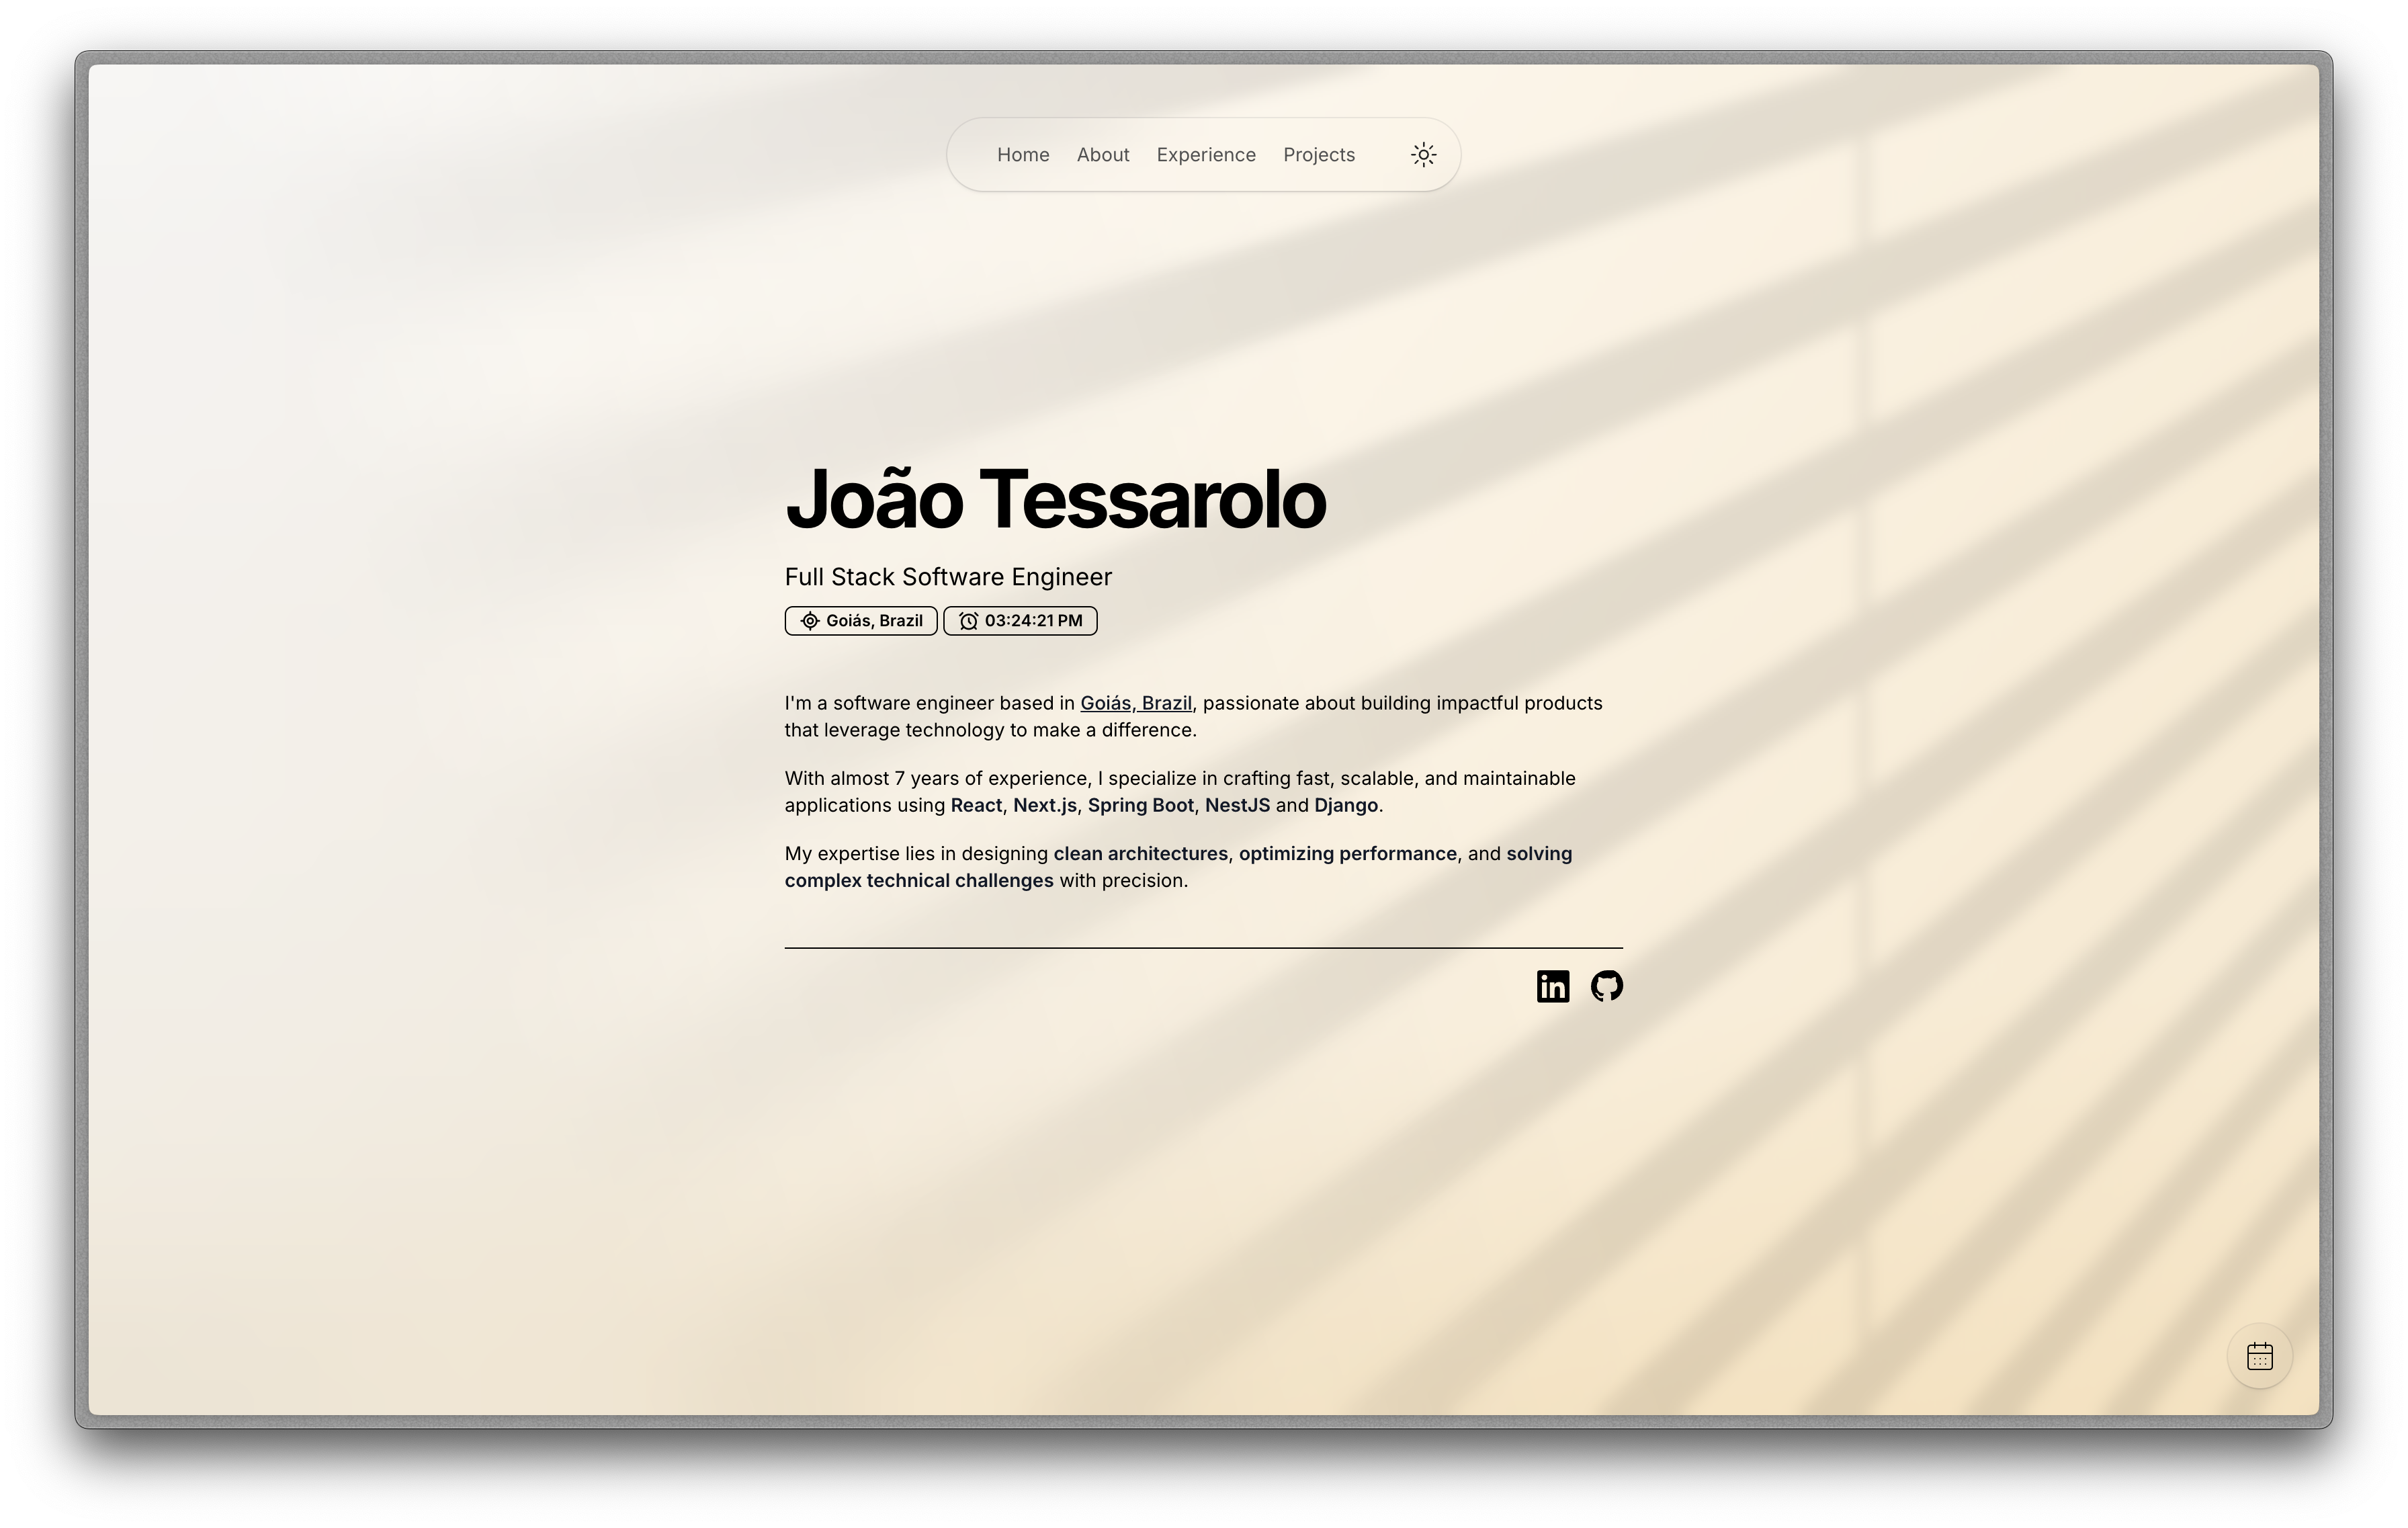 Home About Experience Projects
João Tessarolo
Full Stack Software Engineer
Goiás, Brazil 03:24:21 PM
I'm a software engineer based in Goiás, Brazil, passionate about building impactful products
that leverage technology to make a difference.
With almost 7 years of experience, I specialize in crafting fast, scalable, and maintainable
applications using React, Next.js, Spring Boot, NestJS and Django.
My expertise lies in designing clean architectures, optimizing performance, and solving
complex technical challenges with precision.
in